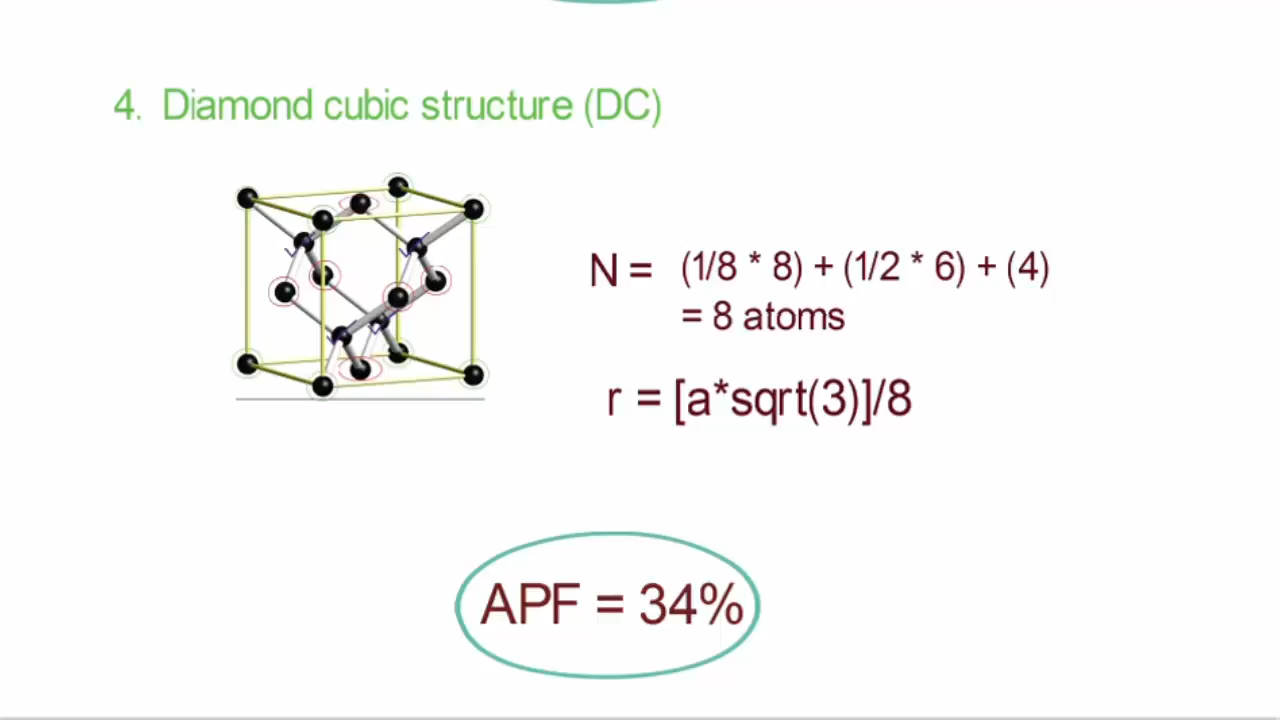 4. Diamond cubic structure (DC)
N = (1/8 * 8) + (1/2 * 6) + (4)
= 8 atoms
r = [a*sqrt(3)]/8
APF = 34%